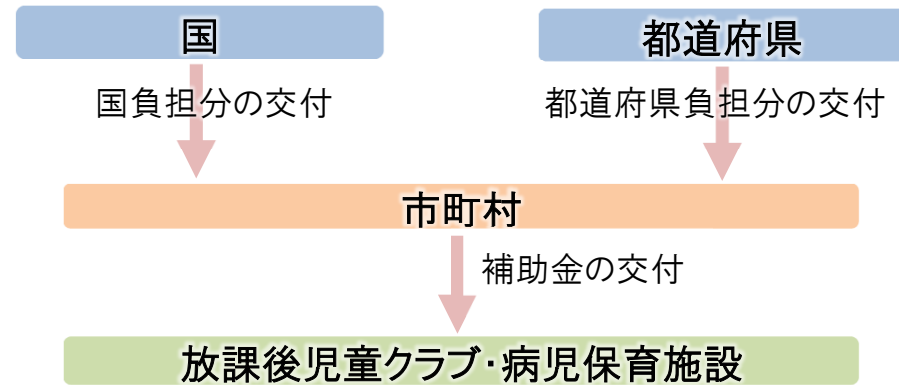 国
都道府県
国負担分の交付
都道府県負担分の交付
市町村
補助金の交付
放課後児童クラブ・病児保育施設